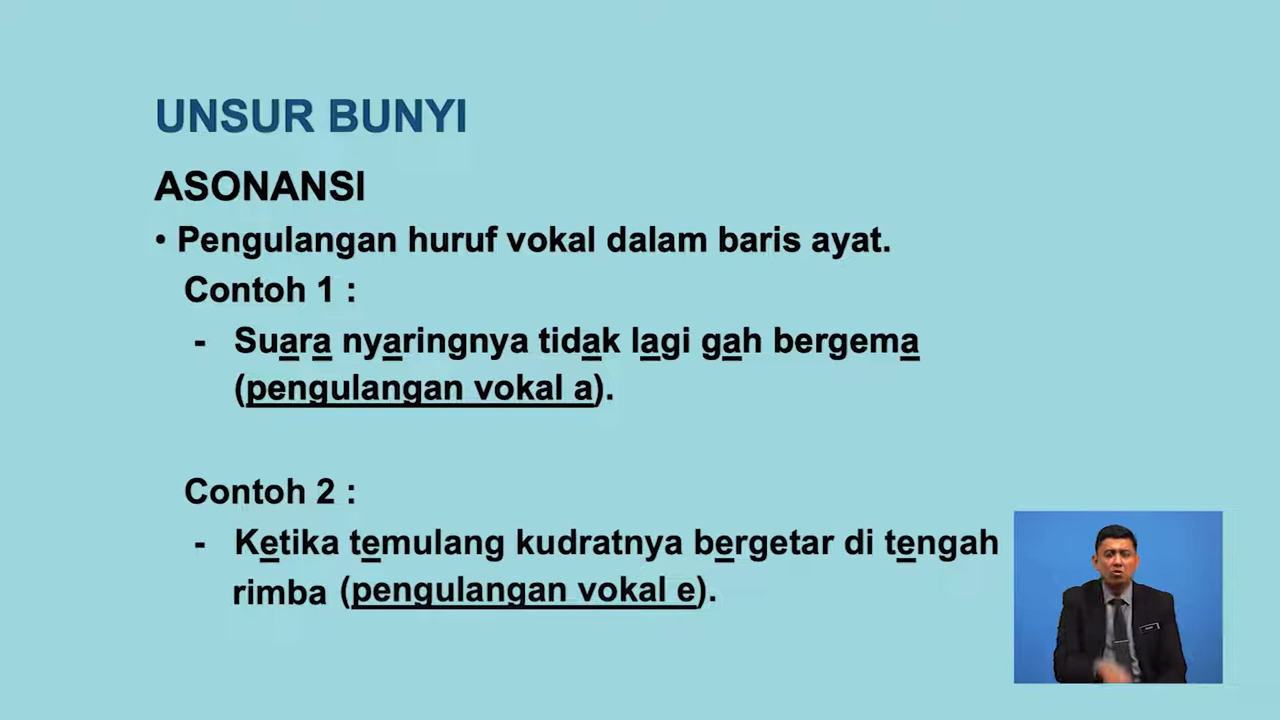 UNSUR BUNYI
ASONANSI
• Pengulangan huruf vokal dalam baris ayat.
Contoh 1 :
- Suara nyaringnya tidak lagi gah bergema
(pengulangan vokal a).
Contoh 2 :
- Ketika temulang kudratnya bergetar di tengah
rimba (pengulangan vokal e).